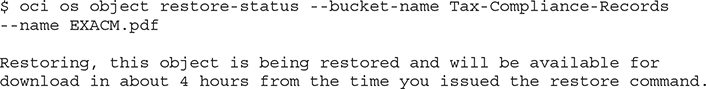 $ oci os object restore-status --bucket-name Tax-Compliance-Records
--name EXACM.pdf
Restoring, this object is being restored and will be available for
download in about 4 hours from the time you issued the restore command.